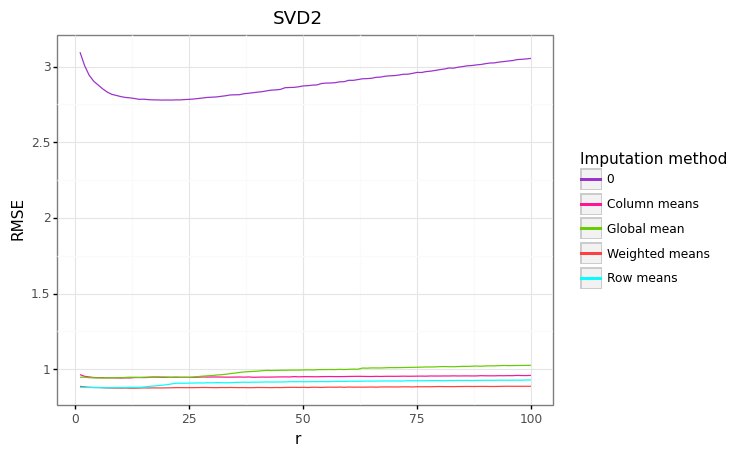 SVD2
RMSE
3
2.5
2
1.5
1
0
25
50
75
100
r
Imputation method
0
Column means
Global mean
Weighted means
Row means